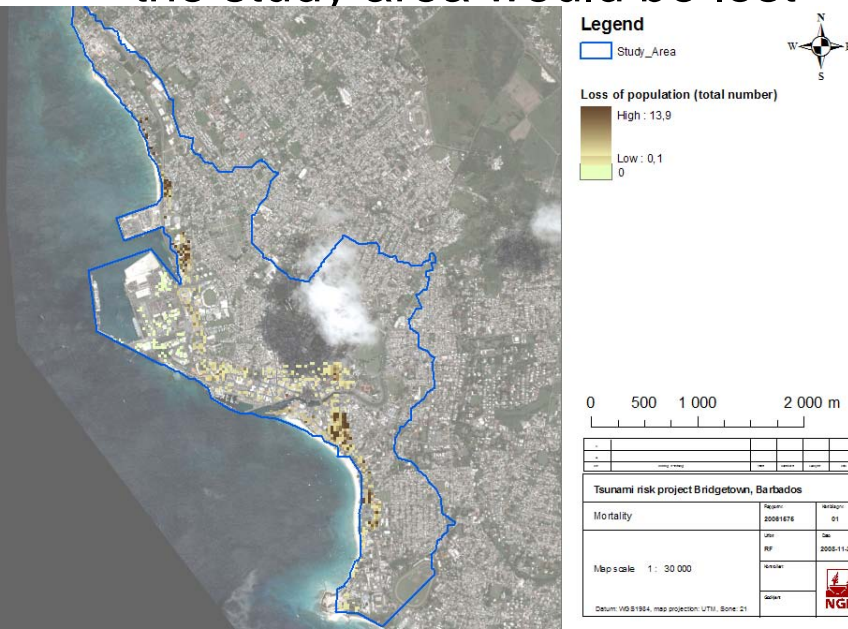 the study area would be lost
Legend
Study_Area
N
W
E
S
Loss of population (total number)
High : 13,9
Low : 0,1
0
0 500 1 000 2 000 m
Tsunami risk project Bridgetown, Barbados
Mortality
20061575
01
RF
Map scale 1 : 30 000
Datum: WGS1984, map projection: UTM, Sone: 21